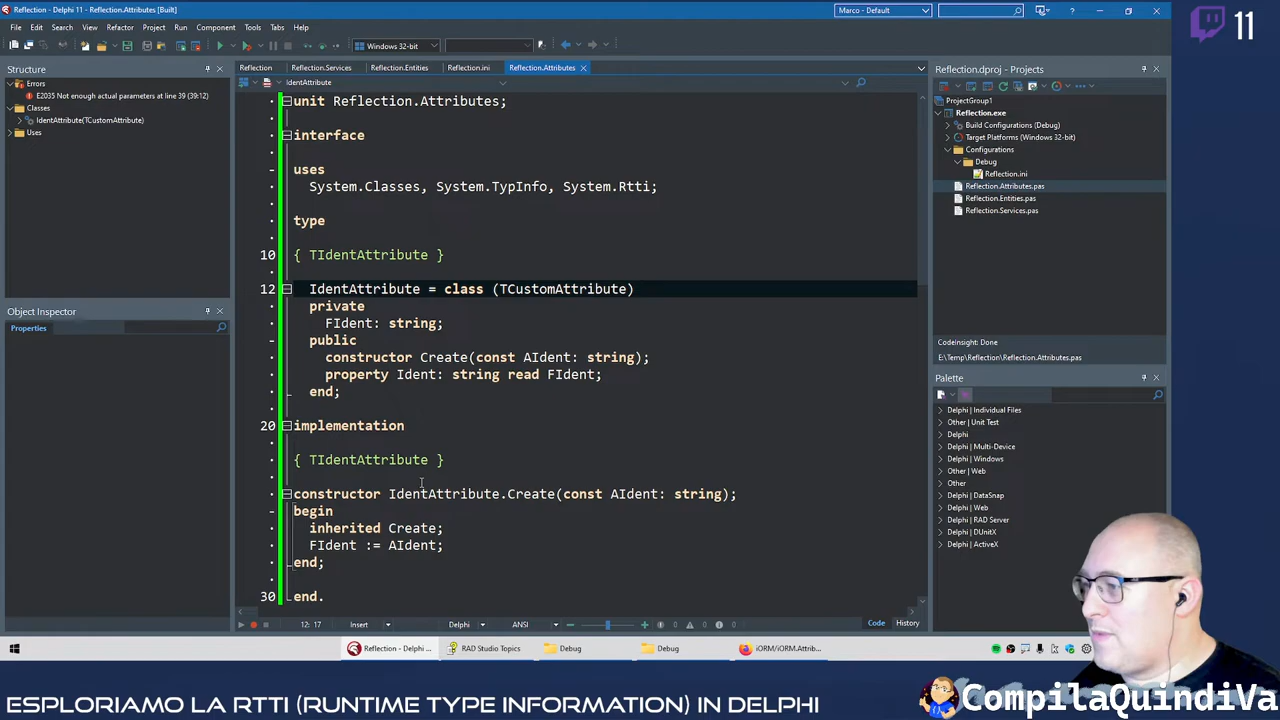 Reflection - Delphi 11 - Reflection.Attributes [Built]
Marco - Default
11
File Edit Search View Refactor Project Run Component Tools Tabs Help
Windows 32-bit
Structure
Reflection Reflection.Services Reflection.Entities Reflection.ini Reflection.Attributes
Reflection.dproj - Projects
IdentAttribute
Errors
E2035 Not enough actual parameters at line 39 (39:12)
Classes
IdentAttribute(TCustomAttribute)
Uses
unit Reflection.Attributes;
interface
uses
System.Classes, System.TypInfo, System.Rtti;
type
10 { TIdentAttribute }
12 IdentAttribute = class (TCustomAttribute)
private
FIdent: string;
public
constructor Create(const AIdent: string);
property Ident: string read FIdent;
end;
20 implementation
{ TIdentAttribute }
constructor IdentAttribute.Create(const AIdent: string);
begin
inherited Create;
FIdent := AIdent;
end;
30 end.
ProjectGroup1
Reflection.exe
Build Configurations (Debug)
Target Platforms (Windows 32-bit)
Configurations
Debug
Reflection.ini
Reflection.Attributes.pas
Reflection.Entities.pas
Reflection.Services.pas
CodeInsight: Done
E:\Temp\Reflection\Reflection.Attributes.pas
Object Inspector
Properties
Palette
Delphi | Individual Files
Other | Unit Test
Delphi
Delphi | Multi-Device
Delphi | Windows
Other | Web
Other
Delphi | DataSnap
Delphi | Web
Delphi | RAD Server
Delphi | DUnitX
Delphi | ActiveX
12: 17 Insert Delphi ANSI 0 0 0 Code History
Reflection - Delphi ... RAD Studio Topics Debug Debug iORM/iORM.Attrib...
ESPLORIAMO LA RTTI (RUNTIME TYPE INFORMATION) IN DELPHI
CompilaQuindiVa